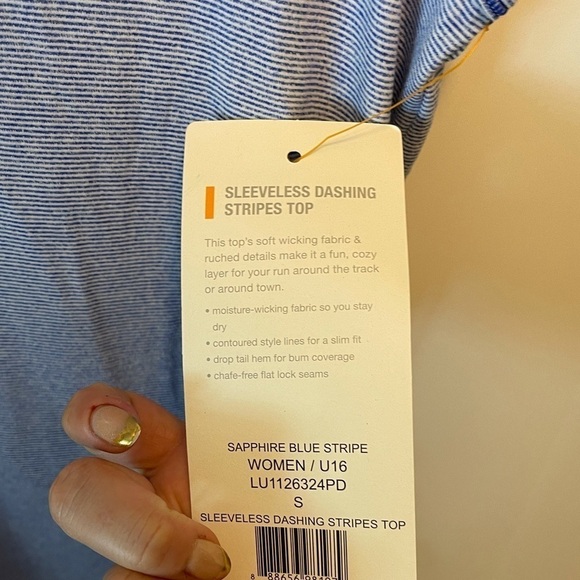 SLEEVELESS DASHING
STRIPES TOP
This top's soft wicking fabric &
ruched details make it a fun, cozy
layer for your run around the track
or around town.
• moisture-wicking fabric so you stay
dry
• contoured style lines for a slim fit
• drop tail hem for bum coverage
• chafe-free flat lock seams
SAPPHIRE BLUE STRIPE
WOMEN / U16
LU1126324PD
S
SLEEVELESS DASHING STRIPES TOP